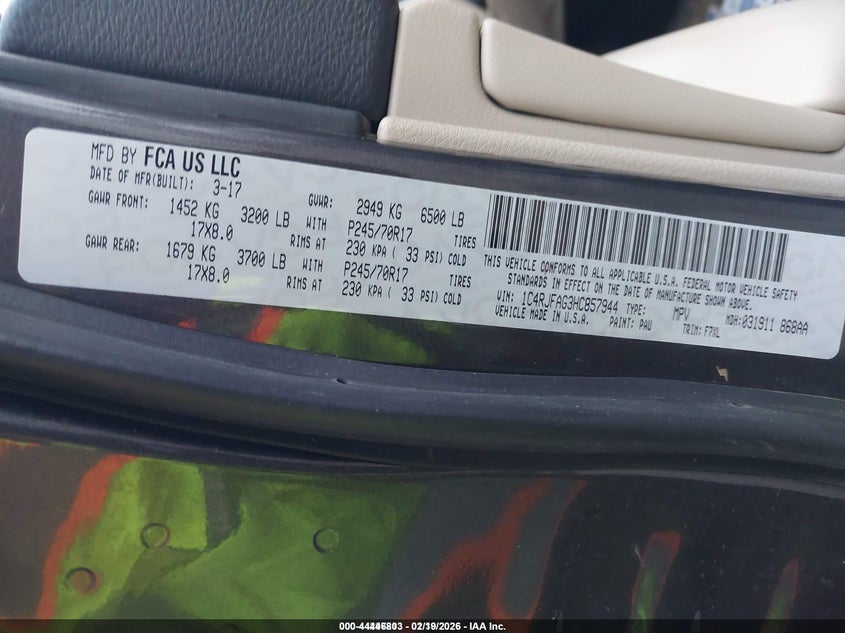 MFD BY FCA US LLC
DATE OF MFR(BUILT): 3-17 GVWR: 2949 KG 6500 LB
GAWR FRONT: 1452 KG 3200 LB WITH P245/70R17 TIRES
17X8.0 RIMS AT 230 KPA ( 33 PSI) COLD
GAWR REAR: 1679 KG 3700 LB WITH P245/70R17 TIRES
17X8.0 RIMS AT 230 KPA ( 33 PSI) COLD
THIS VEHICLE CONFORMS TO ALL APPLICABLE U.S.A. FEDERAL MOTOR VEHICLE SAFETY
STANDARDS IN EFFECT ON THE DATE OF MANUFACTURE SHOWN ABOVE.
VIN: 1C4RJFAG3HC857944 TYPE: MPV MDH:031911 868AA
VEHICLE MADE IN U.S.A. PAINT: PAU TRIM: F7XL
02/19/2026 - IAA Inc.